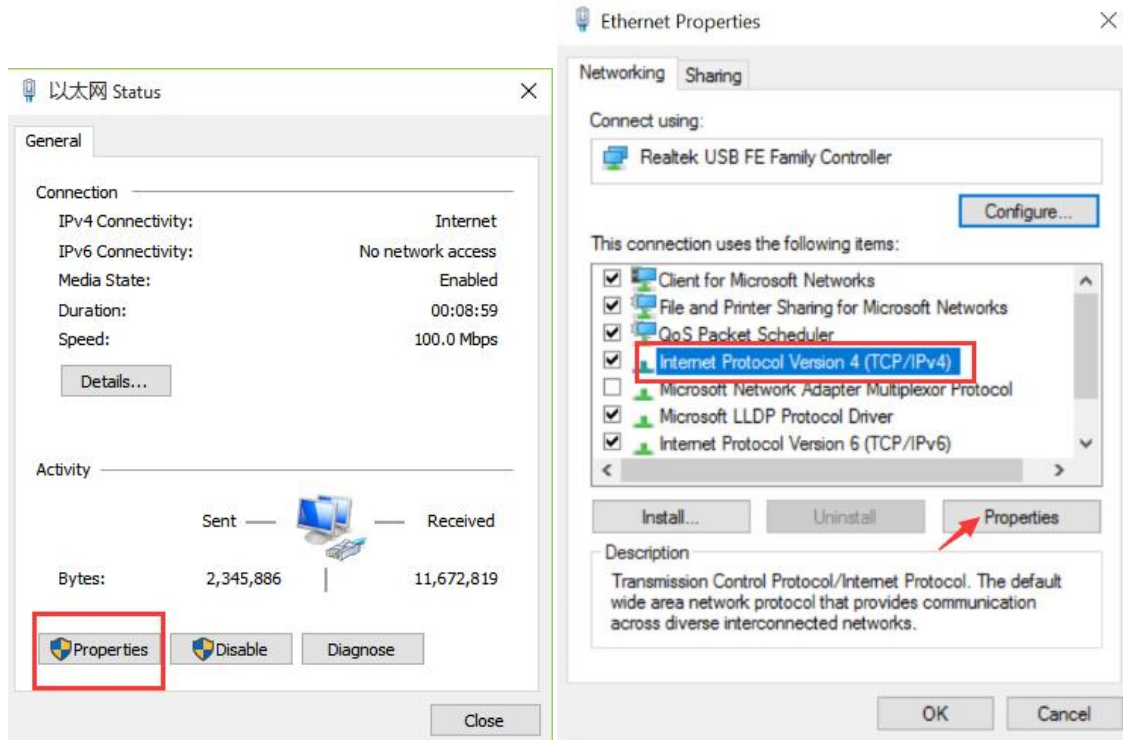 以太网 Status
General
Connection
IPv4 Connectivity: Internet
IPv6 Connectivity: No network access
Media State: Enabled
Duration: 00:08:59
Speed: 100.0 Mbps
Details...
Activity
Sent Received
Bytes: 2,345,886 11,672,819
Properties Disable Diagnose
Close
Ethernet Properties
Networking Sharing
Connect using:
Realtek USB FE Family Controller
Configure...
This connection uses the following items:
Client for Microsoft Networks
File and Printer Sharing for Microsoft Networks
QoS Packet Scheduler
Internet Protocol Version 4 (TCP/IPv4)
Microsoft Network Adapter Multiplexor Protocol
Microsoft LLDP Protocol Driver
Internet Protocol Version 6 (TCP/IPv6)
Install... Uninstall Properties
Description
Transmission Control Protocol/Internet Protocol. The default
wide area network protocol that provides communication
across diverse interconnected networks.
OK Cancel